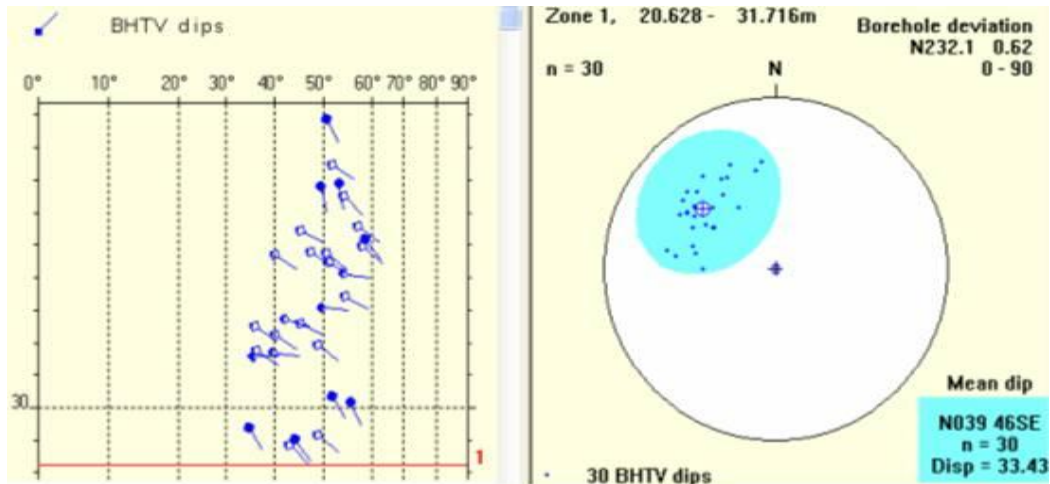 BHTV dips
0° 10° 20° 30° 40° 50° 60° 70° 80° 90°
30
1
Zone 1, 20.628 - 31.716m
Borehole deviation
N232.1 0.62
n = 30
0 - 90
N
Mean dip
N039 46SE
n = 30
Disp = 33.43
30 BHTV dips